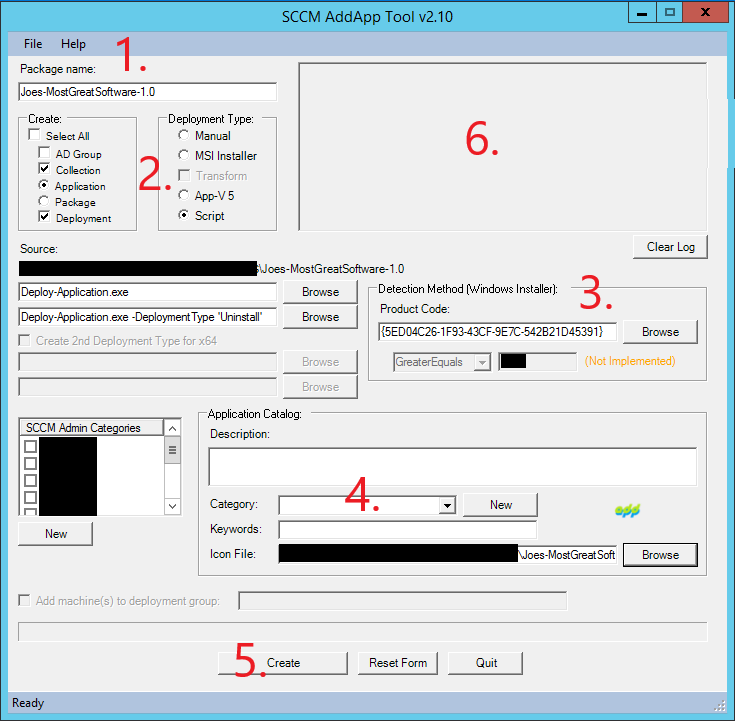 SCCM AddApp Tool v2.10
File Help
1.
Package name:
Joes-MostGreatSoftware-1.0
6.
Create:
Select All
AD Group
Collection
Application
Package
Deployment
2.
Deployment Type:
Manual
MSI Installer
Transform
App-V 5
Script
Clear Log
Source:
\Joes-MostGreatSoftware-1.0
Deploy-Application.exe Browse
Deploy-Application.exe -DeploymentType 'Uninstall' Browse
Create 2nd Deployment Type for x64
Browse
Browse
Detection Method (Windows Installer):
3.
Product Code:
{5ED04C26-1F93-43CF-9E7C-542B21D45391} Browse
GreaterEquals (Not Implemented)
SCCM Admin Categories
New
Application Catalog:
Description:
4.
Category: New
app
Keywords:
Icon File: \Joes-MostGreatSoft Browse
Add machine(s) to deployment group:
5.
Create Reset Form Quit
Ready